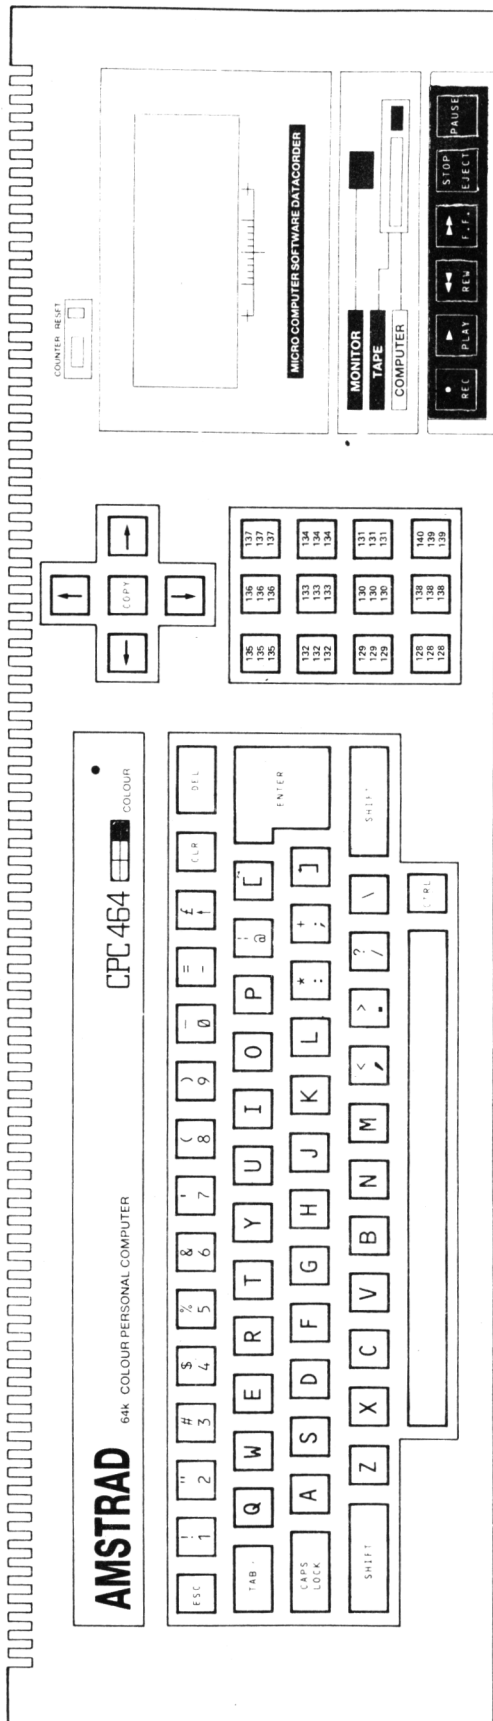 AMSTRAD
64k COLOUR PERSONAL COMPUTER
CPC 464
COLOUR
ESC
! 1
" 2
# 3
$ 4
% 5
& 6
' 7
( 8
) 9
_ 0
= -
£ ↑
CLR
DEL
TAB
Q
W
E
R
T
Y
U
I
O
P
¦ @
[
ENTER
CAPS LOCK
A
S
D
F
G
H
J
K
L
* :
+ ;
]
SHIFT
Z
X
C
V
B
N
M
< ,
> .
? /
\
SHIFT
CTRL
↑
←
COPY
→
↓
135 135 135
136 136 136
137 137 137
132 132 132
133 133 133
134 134 134
129 129 129
130 130 130
131 131 131
128 128 128
138 138 138
140 139 139
COUNTER RESET
MICRO COMPUTER SOFTWARE DATACORDER
MONITOR
TAPE
COMPUTER
REC
PLAY
REW
F.F.
STOP EJECT
PAUSE